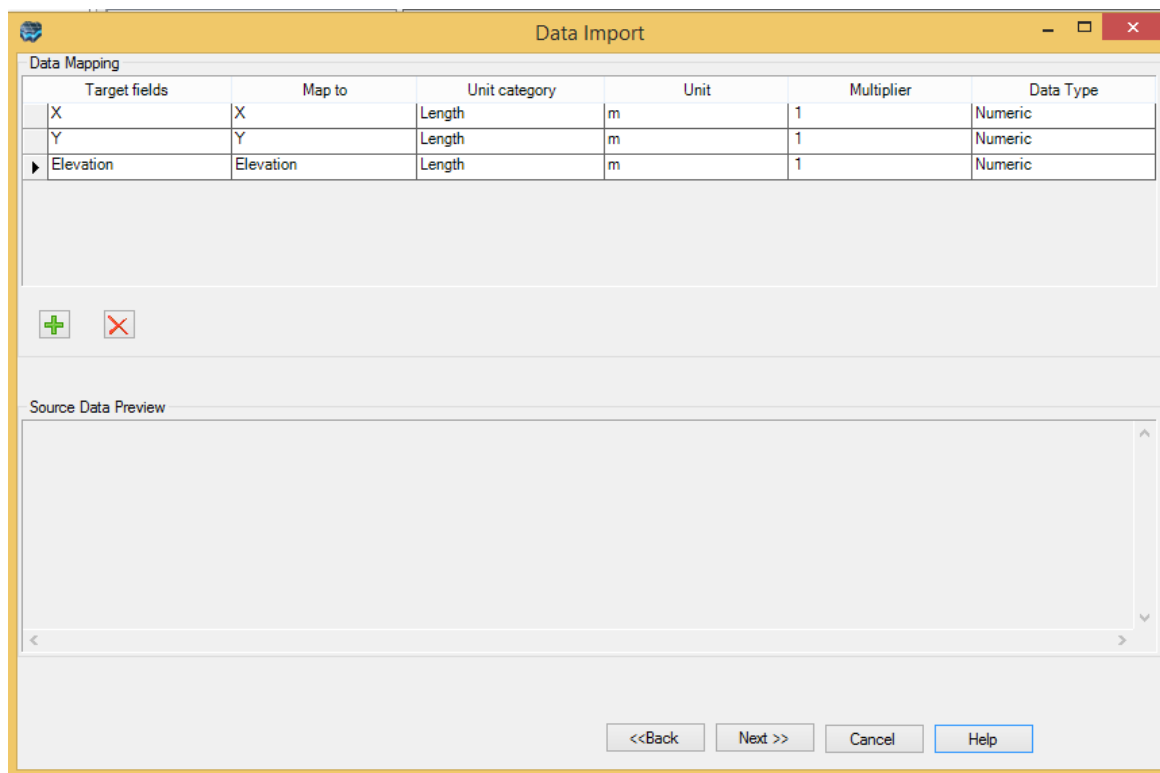 Data Import
Data Mapping
Target fields Map to Unit category Unit Multiplier Data Type
X X Length m 1 Numeric
Y Y Length m 1 Numeric
Elevation Elevation Length m 1 Numeric
Source Data Preview
<<Back Next >> Cancel Help